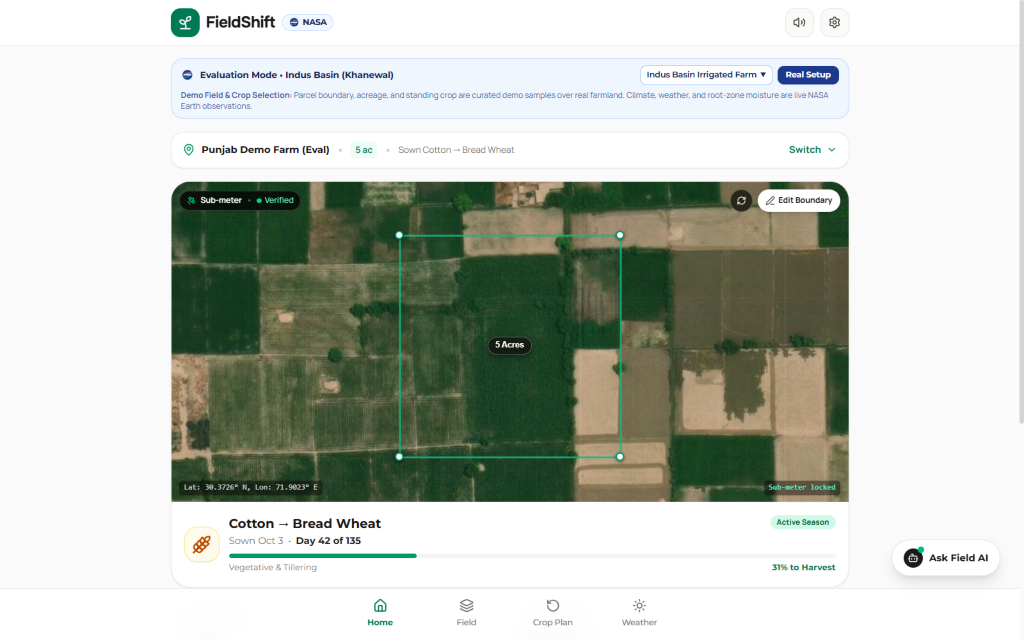 FieldShift NASA
Evaluation Mode • Indus Basin (Khanewal)
Indus Basin Irrigated Farm ▼
Real Setup
Demo Field & Crop Selection: Parcel boundary, acreage, and standing crop are curated demo samples over real farmland. Climate, weather, and root-zone moisture are live NASA
Earth observations.
Punjab Demo Farm (Eval) • 5 ac • Sown Cotton → Bread Wheat
Switch
Sub-meter • Verified
Edit Boundary
5 Acres
Lat: 30.3726° N, Lon: 71.9023° E
Sub-meter locked
Cotton → Bread Wheat
Active Season
Sown Oct 3 · Day 42 of 135
Vegetative & Tillering
31% to Harvest
Ask Field AI
Home
Field
Crop Plan
Weather